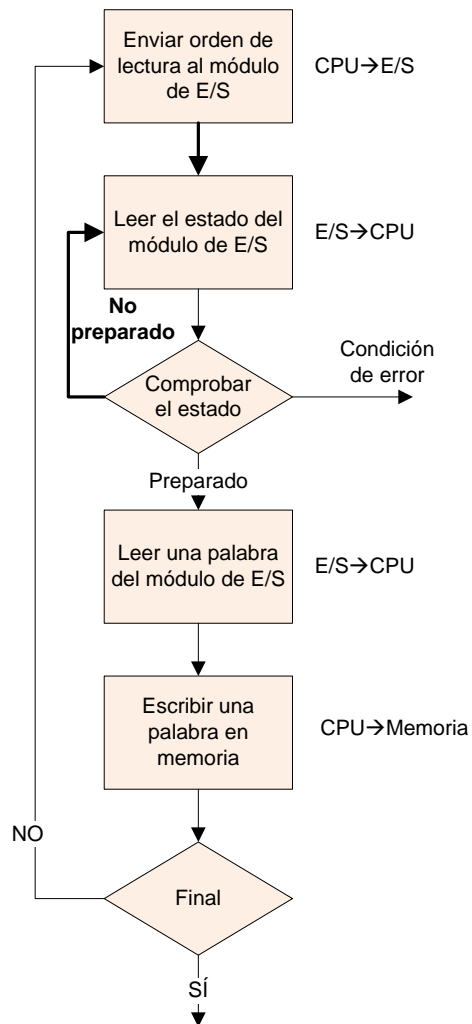 Enviar orden de
lectura al módulo
de E/S
CPU→E/S
Leer el estado del
módulo de E/S
E/S→CPU
No
preparado
Comprobar
el estado
Condición
de error
Preparado
Leer una palabra
del módulo de E/S
E/S→CPU
Escribir una
palabra en
memoria
CPU→Memoria
NO
Final
SÍ